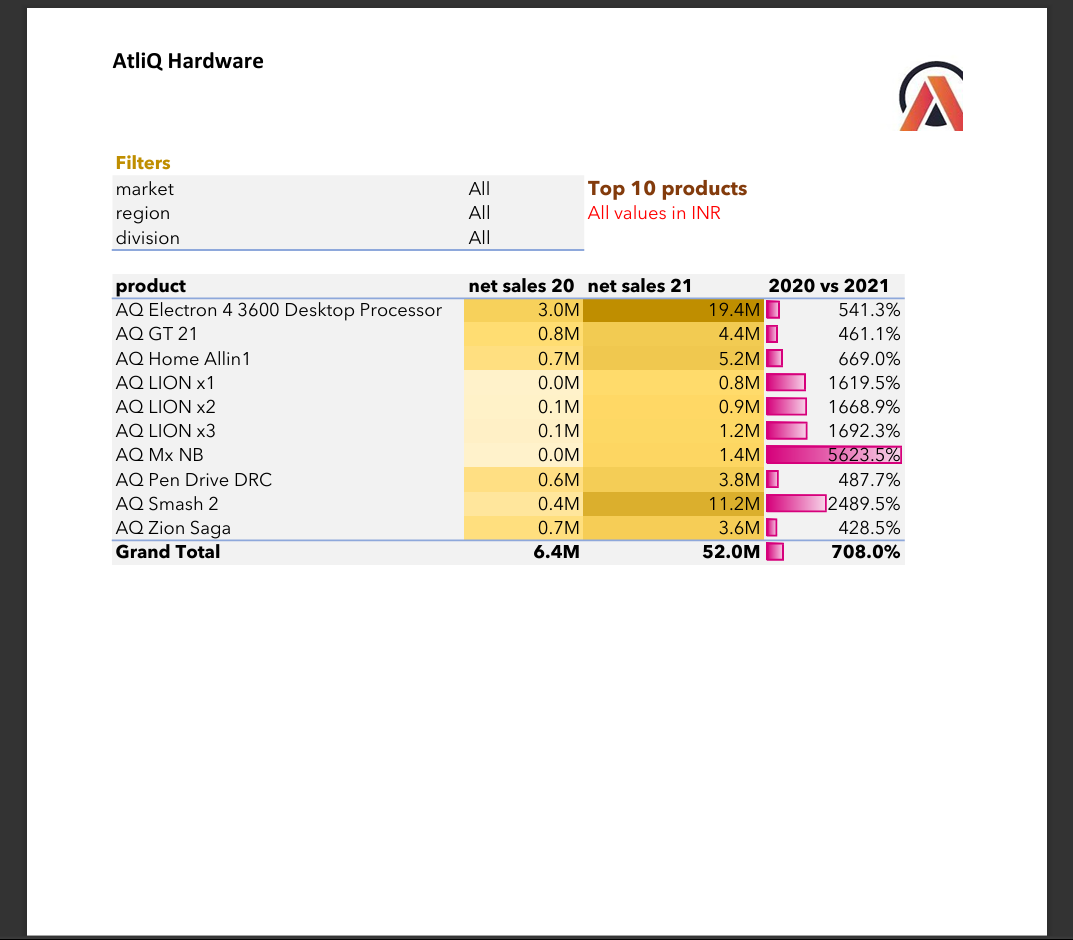 AtliQ Hardware
Filters
market All Top 10 products
region All All values in INR
division All
product net sales 20 net sales 21 2020 vs 2021
AQ Electron 4 3600 Desktop Processor 3.0M 19.4M 541.3%
AQ GT 21 0.8M 4.4M 461.1%
AQ Home Allin1 0.7M 5.2M 669.0%
AQ LION x1 0.0M 0.8M 1619.5%
AQ LION x2 0.1M 0.9M 1668.9%
AQ LION x3 0.1M 1.2M 1692.3%
AQ Mx NB 0.0M 1.4M 5623.5%
AQ Pen Drive DRC 0.6M 3.8M 487.7%
AQ Smash 2 0.4M 11.2M 2489.5%
AQ Zion Saga 0.7M 3.6M 428.5%
Grand Total 6.4M 52.0M 708.0%